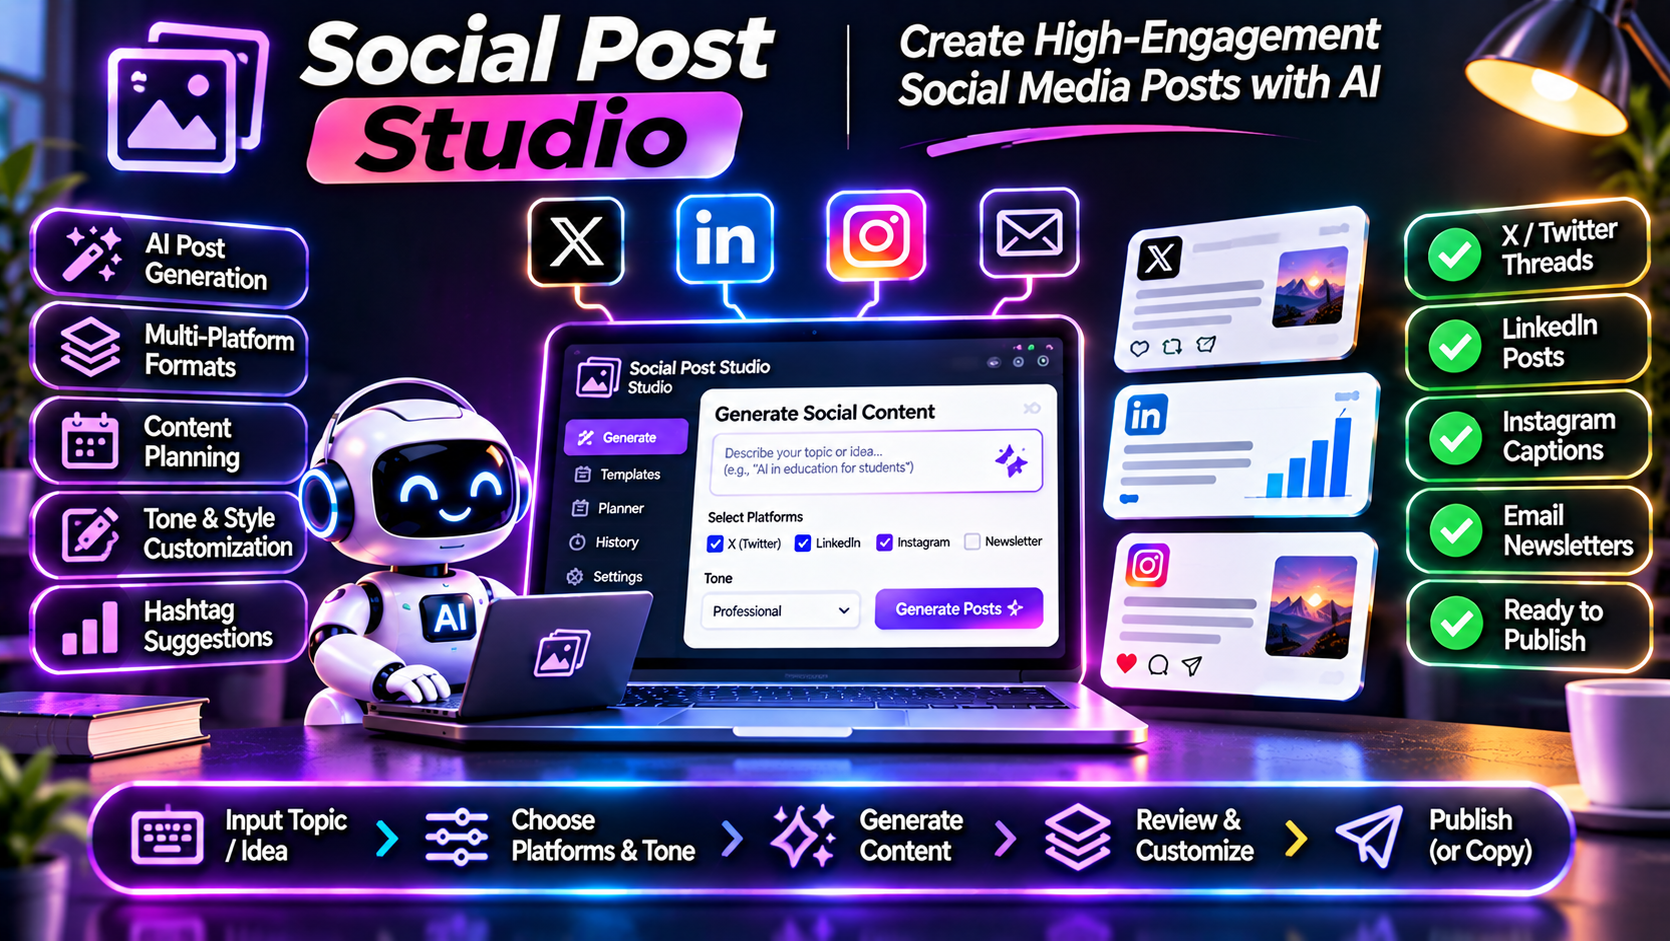 Social Post
Studio
Create High-Engagement
Social Media Posts with AI
AI Post
Generation
Multi-Platform
Formats
Content
Planning
Tone & Style
Customization
Hashtag
Suggestions
X
in
Social Post Studio
Studio
Generate
Templates
Planner
History
Settings
Generate Social Content
Describe your topic or idea...
(e.g., "AI in education for students")
Select Platforms
X (Twitter) LinkedIn Instagram Newsletter
Tone
Professional
Generate Posts
AI
X
in
X / Twitter
Threads
LinkedIn
Posts
Instagram
Captions
Email
Newsletters
Ready to
Publish
Input Topic
/ Idea
Choose
Platforms & Tone
Generate
Content
Review &
Customize
Publish
(or Copy)